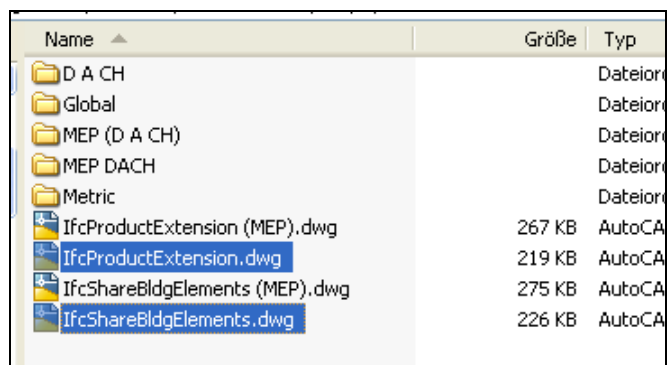 Name Größe Typ
D A CH Dateior
Global Dateior
MEP (D A CH) Dateior
MEP DACH Dateior
Metric Dateior
IfcProductExtension (MEP).dwg 267 KB AutoCA
IfcProductExtension.dwg 219 KB AutoCA
IfcShareBldgElements (MEP).dwg 275 KB AutoCA
IfcShareBldgElements.dwg 226 KB AutoCA